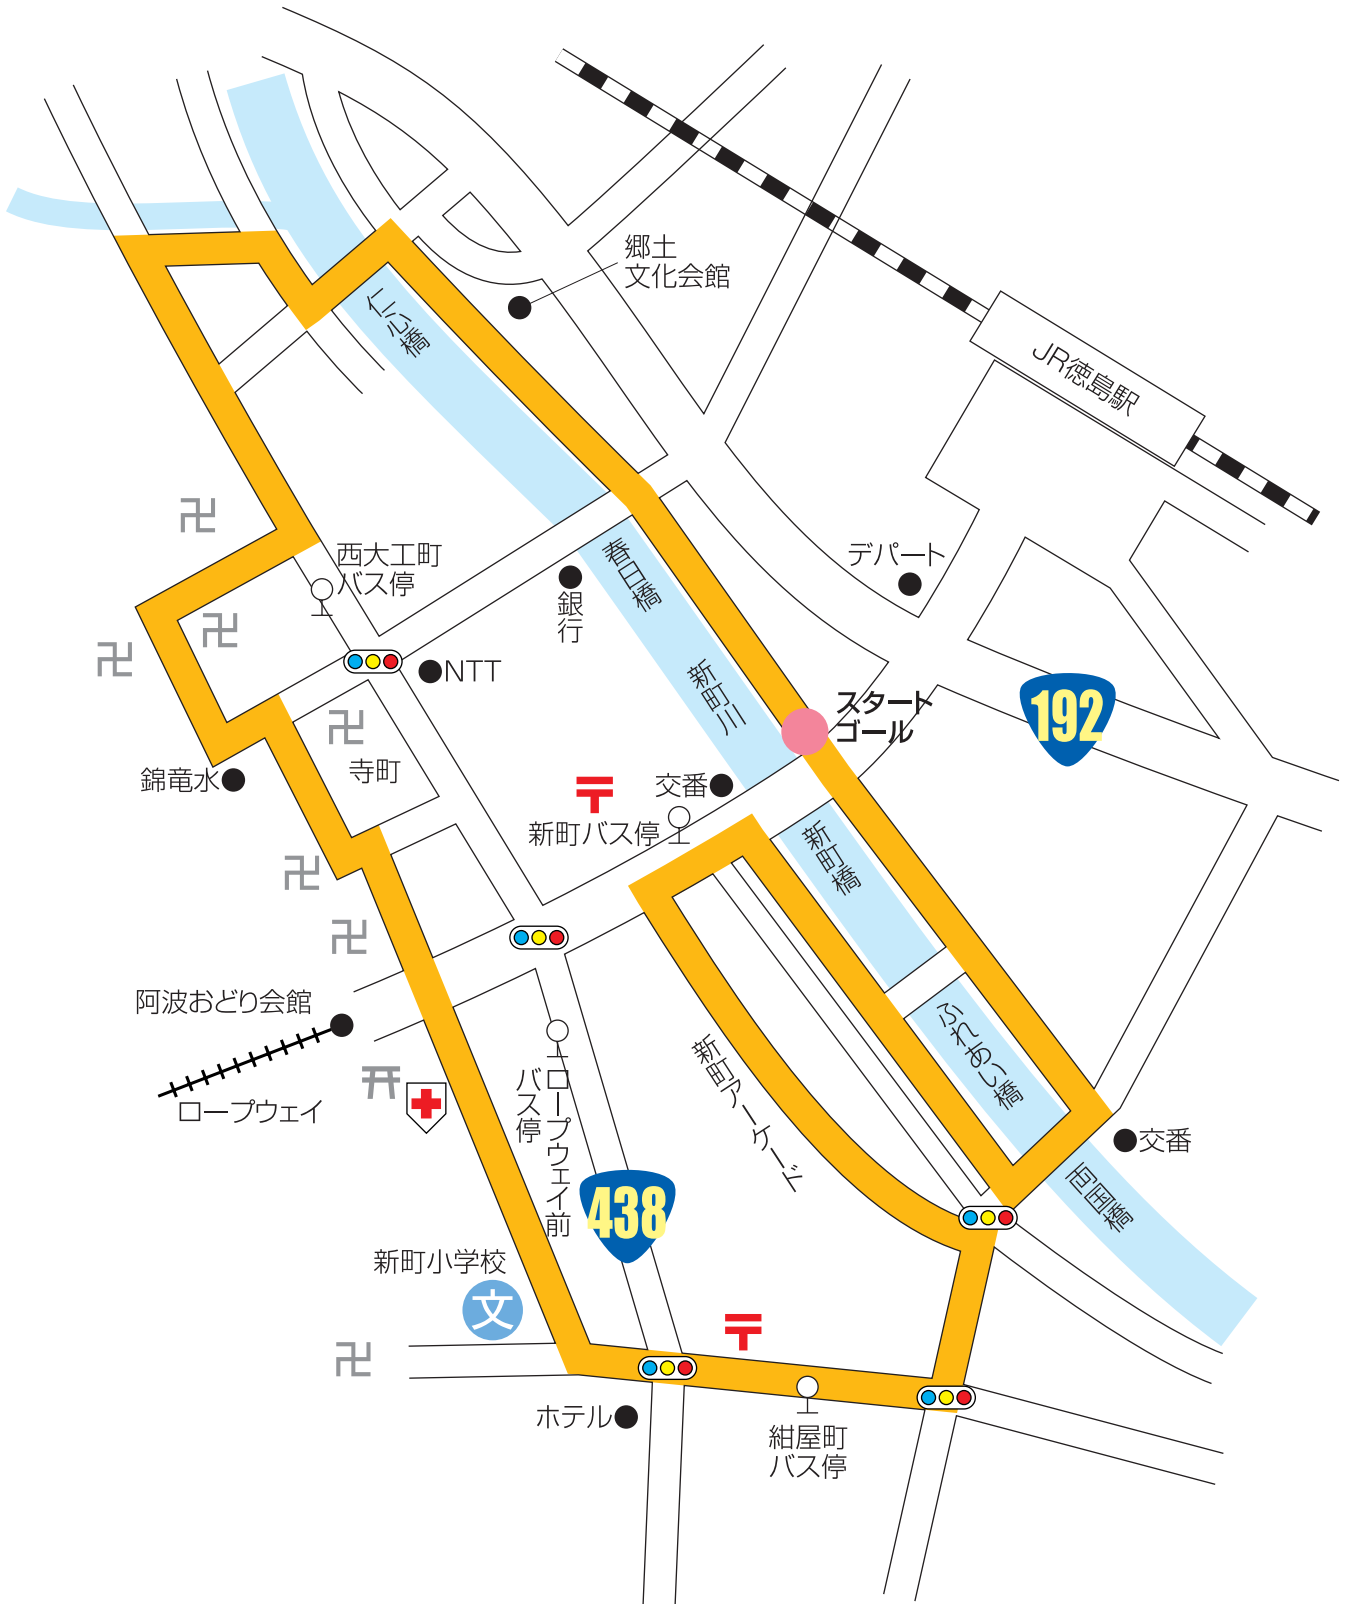 郷土
文化会館
仁心橋
JR徳島駅
西大工町
バス停
銀行
春日橋
デパート
NTT
新町川
スタート
ゴール
192
寺町
錦竜水
交番
新町バス停
新町橋
阿波おどり会館
ロープウェイ
ふれあい橋
新町アーケード
ロープウェイ前
バス停
交番
両国橋
438
新町小学校
文
ホテル
紺屋町
バス停